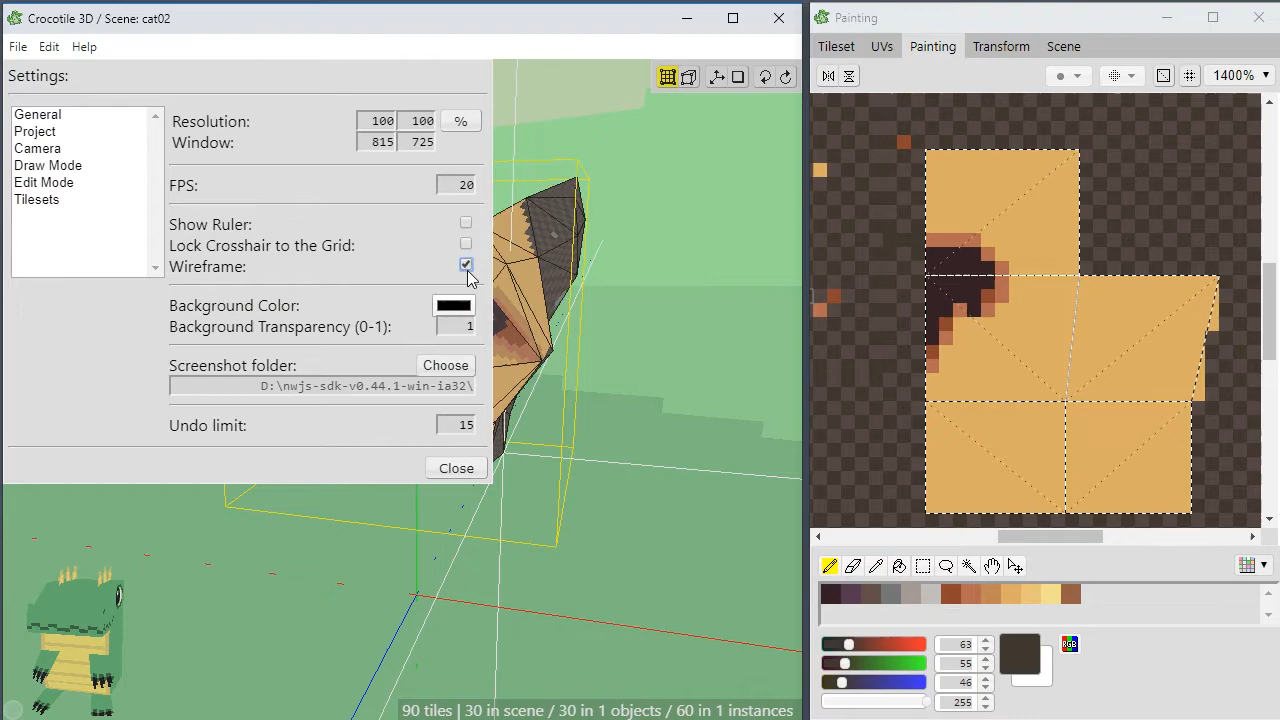 Crocotile 3D / Scene: cat02
File Edit Help
Settings:
General
Project
Camera
Draw Mode
Edit Mode
Tilesets
Resolution: 100 100 %
Window: 815 725
FPS: 20
Show Ruler:
Lock Crosshair to the Grid:
Wireframe:
Background Color:
Background Transparency (0-1): 1
Screenshot folder: Choose
D:\nwjs-sdk-v0.44.1-win-ia32\
Undo limit: 15
Close
90 tiles | 30 in scene / 30 in 1 objects / 60 in 1 instances
Painting
Tileset UVs Painting Transform Scene
1400%
63
RGB
55
46
255